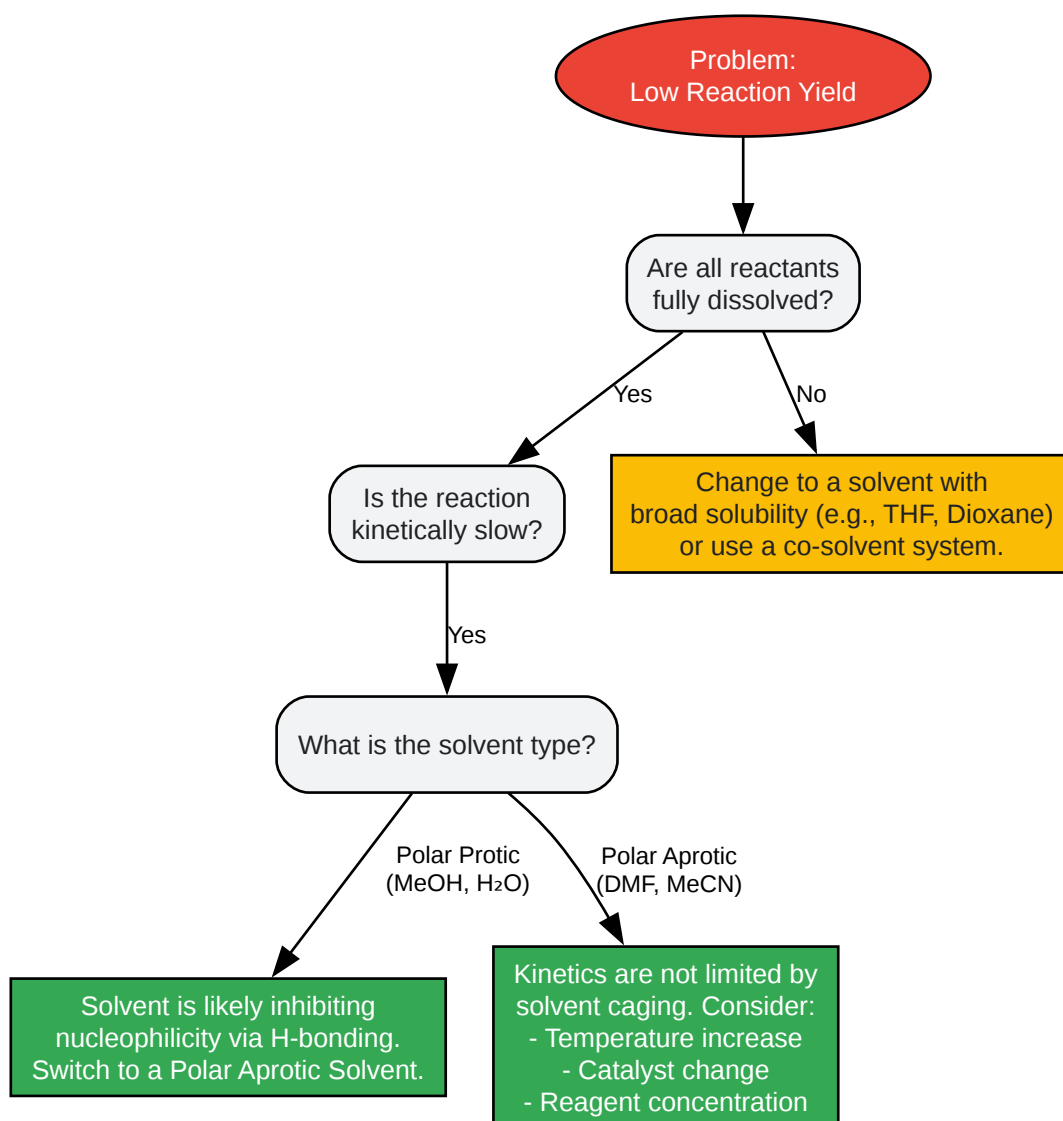 Problem:
Low Reaction Yield
Are all reactants
fully dissolved?
Yes
No
Is the reaction
kinetically slow?
Change to a solvent with
broad solubility (e.g., THF, Dioxane)
or use a co-solvent system.
Yes
What is the solvent type?
Polar Protic
(MeOH, H₂O)
Polar Aprotic
(DMF, MeCN)
Solvent is likely inhibiting
nucleophilicity via H-bonding.
Switch to a Polar Aprotic Solvent.
Kinetics are not limited by
solvent caging. Consider:
- Temperature increase
- Catalyst change
- Reagent concentration